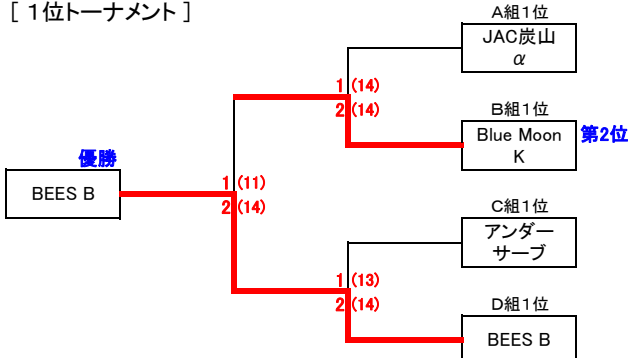 [ 1位トーナメント ]
A組1位
JAC炭山
α
1 (14)
2 (14)
B組1位
Blue Moon
K
第2位
優勝
BEES B
1 (11)
2 (14)
C組1位
アンダー
サーブ
1 (13)
2 (14)
D組1位
BEES B